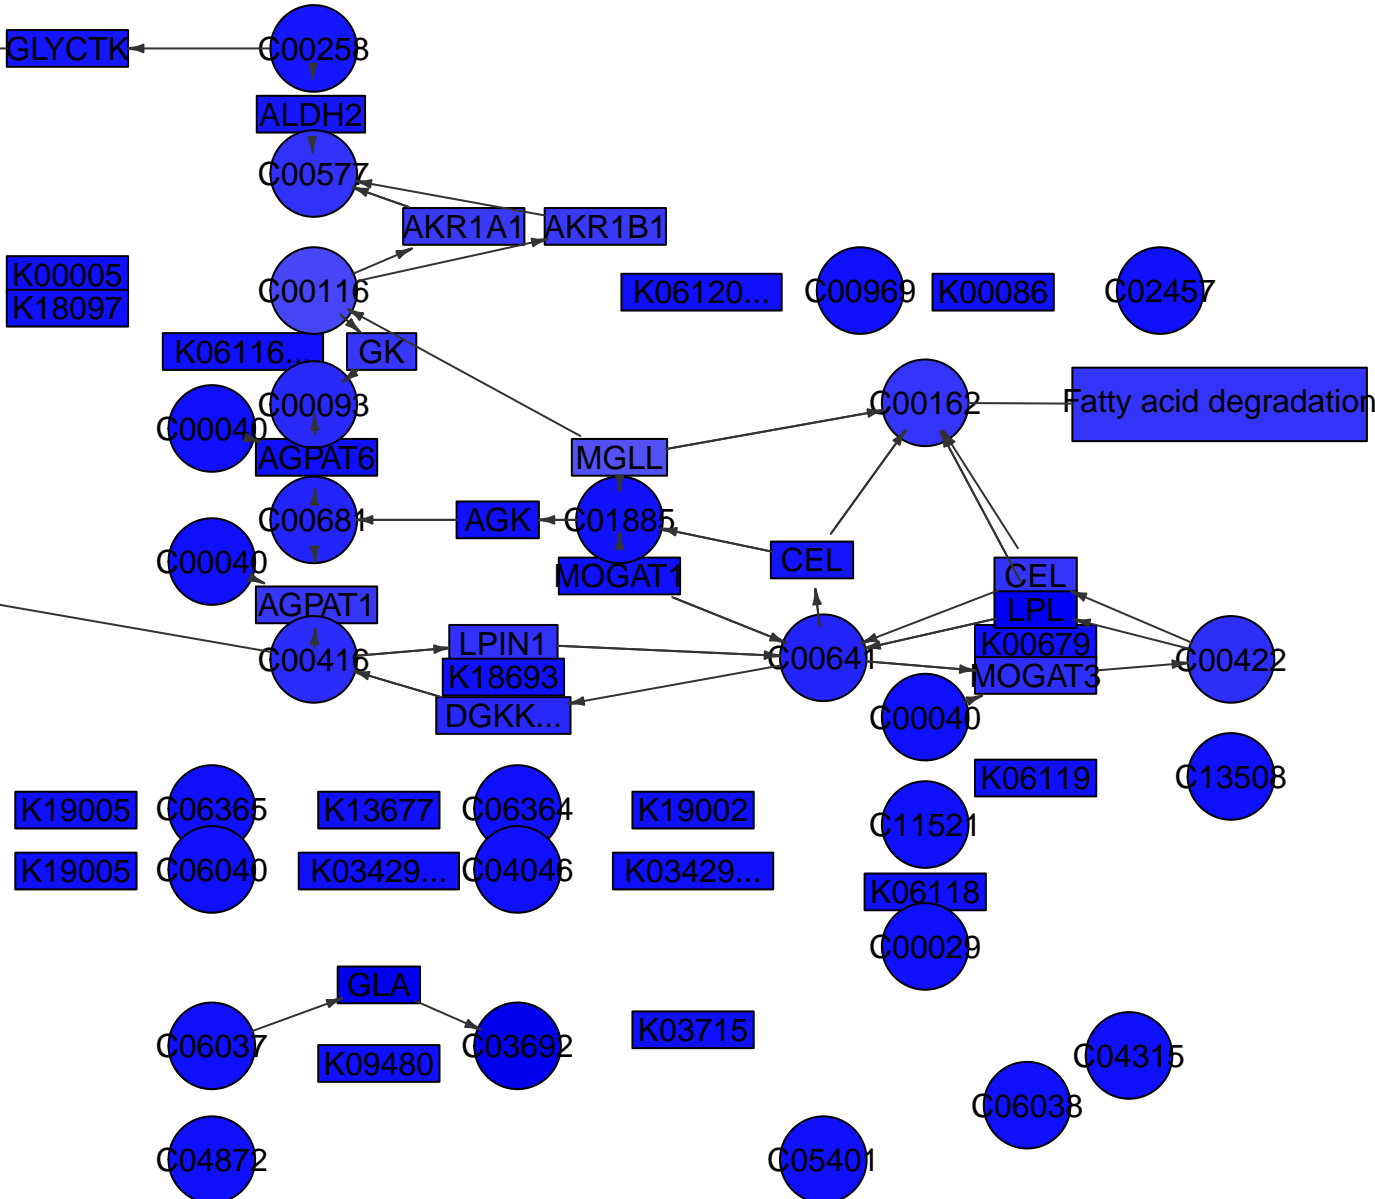 GLYCTK
C00258
ALDH2
C00577
AKR1A1
AKR1B1
K00005
K18097
C00116
K06120...
C00969
K00086
C02457
K06116...
GK
C00093
C00040
C00162
Fatty acid degradation
AGPAT6
MGLL
C00681
AGK
C01885
C00040
MOGAT1
CEL
CEL
AGPAT1
LPL
C00416
LPIN1
K18693
DGKK...
C00641
K00679
MOGAT3
C00422
C00040
K06119
C13508
K19005
C06365
K13677
C06364
K19002
C11521
K19005
C06040
K03429...
C04046
K03429...
K06118
C00029
GLA
C06037
K09480
C03692
K03715
C04315
C06038
C04872
C05401